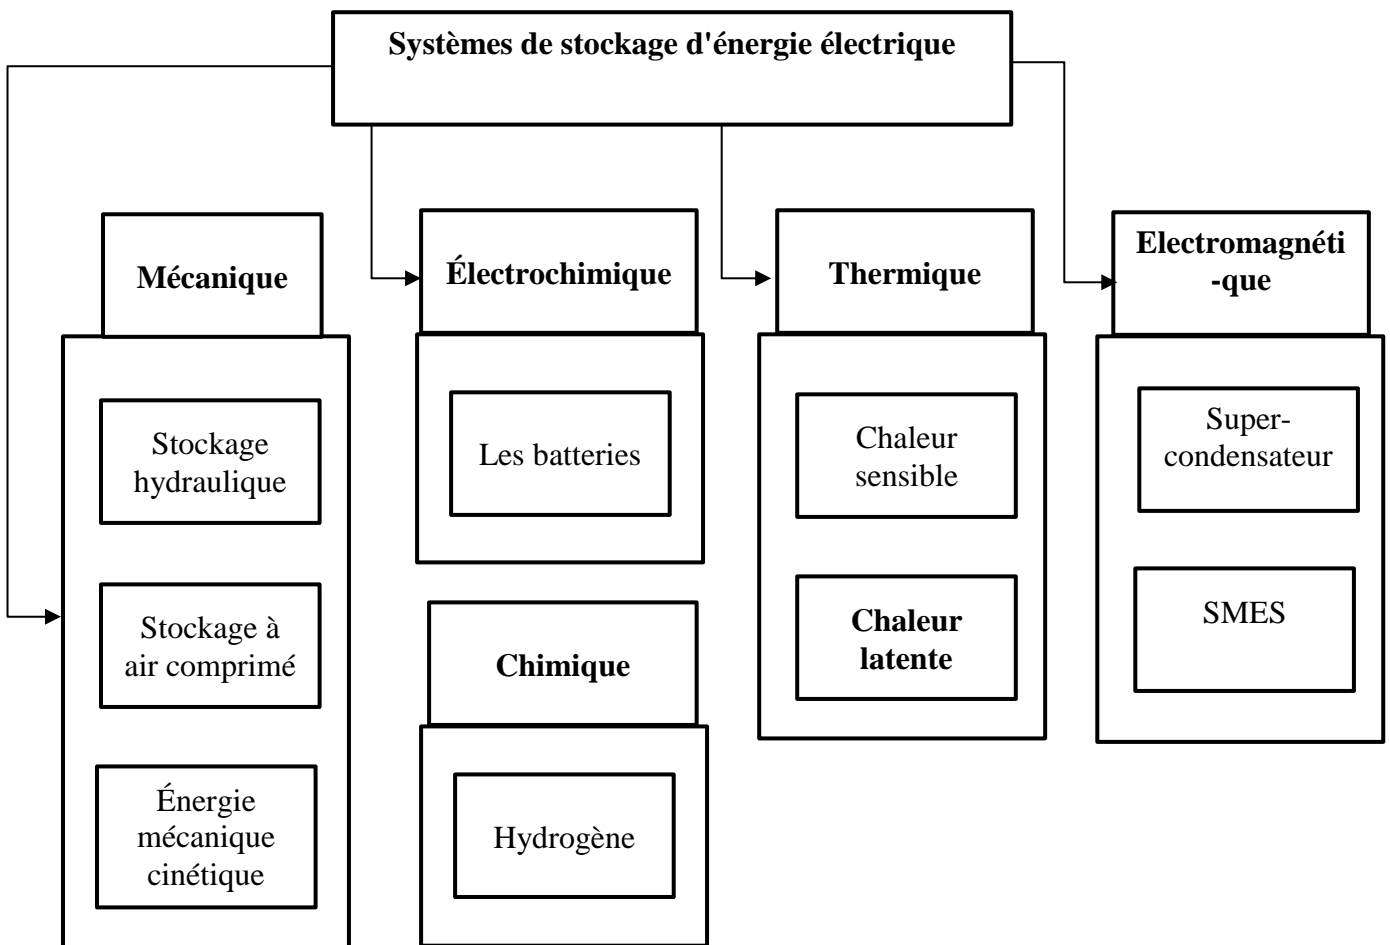 Systèmes de stockage d'énergie électrique
Mécanique
Stockage
hydraulique
Stockage à
air comprimé
Énergie
mécanique
cinétique
Électrochimique
Les batteries
Chimique
Hydrogène
Thermique
Chaleur
sensible
Chaleur
latente
Electromagnéti
-que
Super-
condensateur
SMES